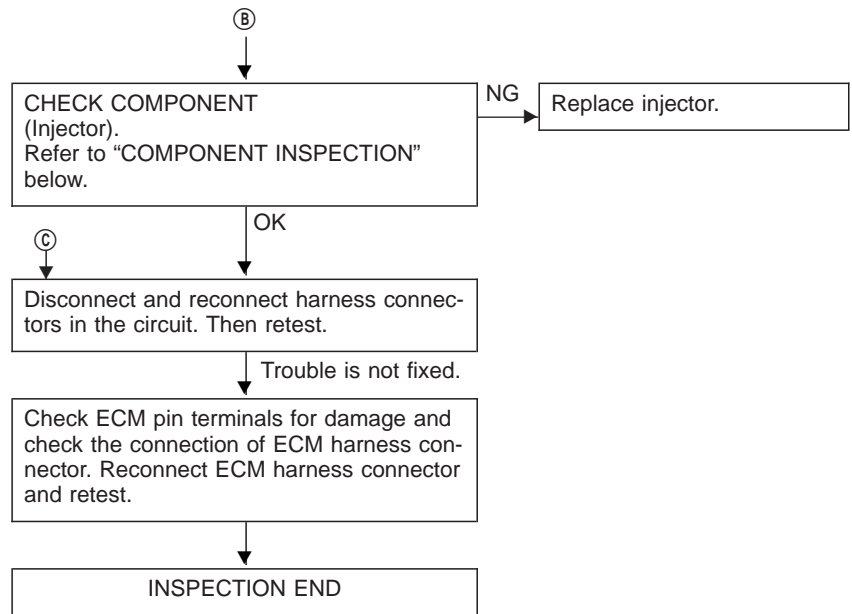 Ⓑ
CHECK COMPONENT
(Injector).
Refer to “COMPONENT INSPECTION”
below.
NG
Replace injector.
OK
Ⓒ
Disconnect and reconnect harness connec-
tors in the circuit. Then retest.
Trouble is not fixed.
Check ECM pin terminals for damage and
check the connection of ECM harness con-
nector. Reconnect ECM harness connector
and retest.
INSPECTION END